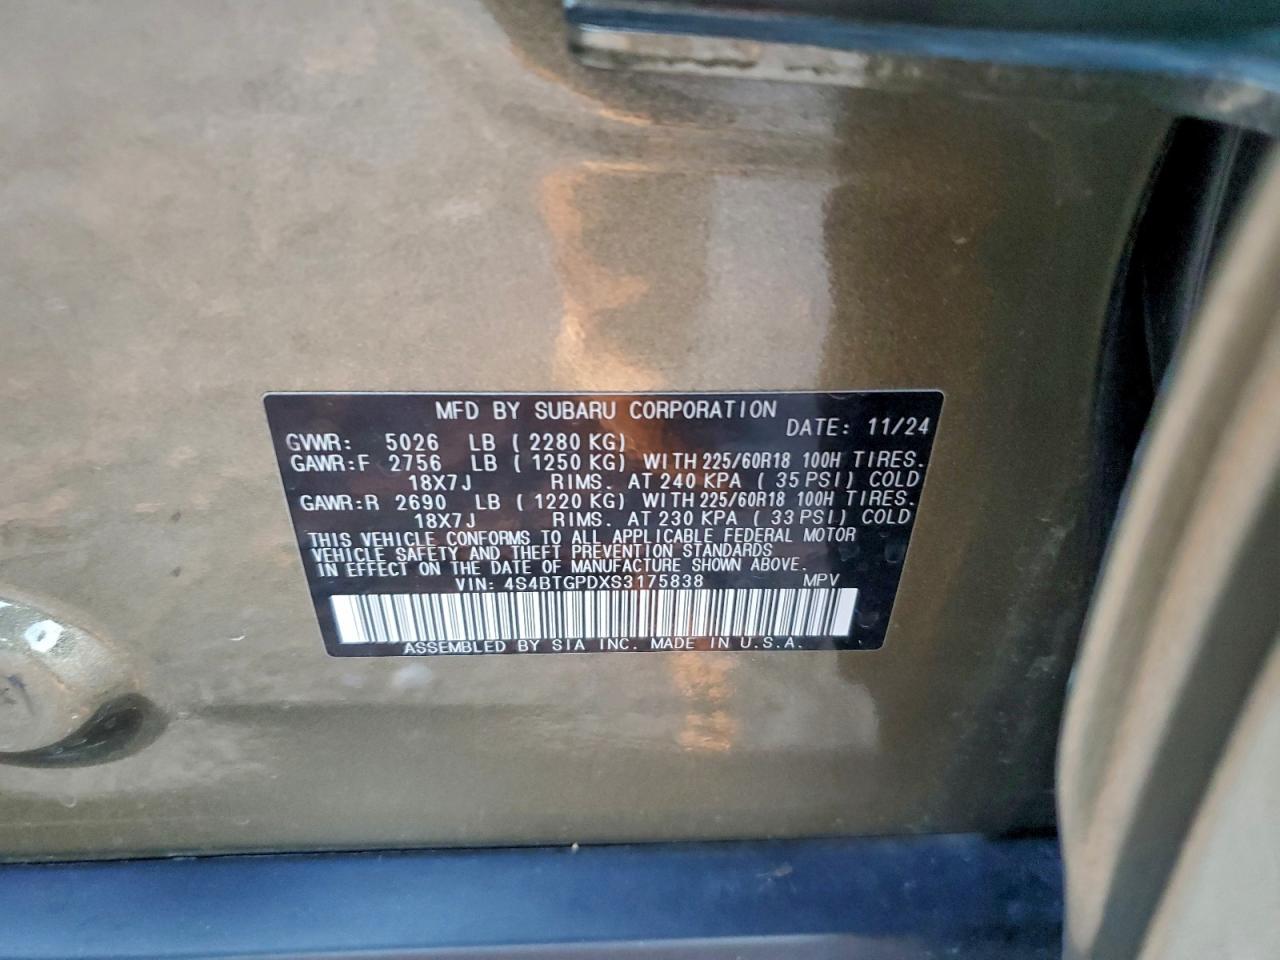 MFD BY SUBARU CORPORATION
DATE: 11/24
GVWR: 5026 LB ( 2280 KG)
GAWR:F 2756 LB ( 1250 KG) WITH 225/60R18 100H TIRES.
18X7J RIMS. AT 240 KPA ( 35 PSI) COLD
GAWR:R 2690 LB ( 1220 KG) WITH 225/60R18 100H TIRES.
18X7J RIMS. AT 230 KPA ( 33 PSI) COLD
THIS VEHICLE CONFORMS TO ALL APPLICABLE FEDERAL MOTOR
VEHICLE SAFETY AND THEFT PREVENTION STANDARDS
IN EFFECT ON THE DATE OF MANUFACTURE SHOWN ABOVE.
VIN: 4S4BTGPDXS3175838 MPV
ASSEMBLED BY SIA INC. MADE IN U.S.A.